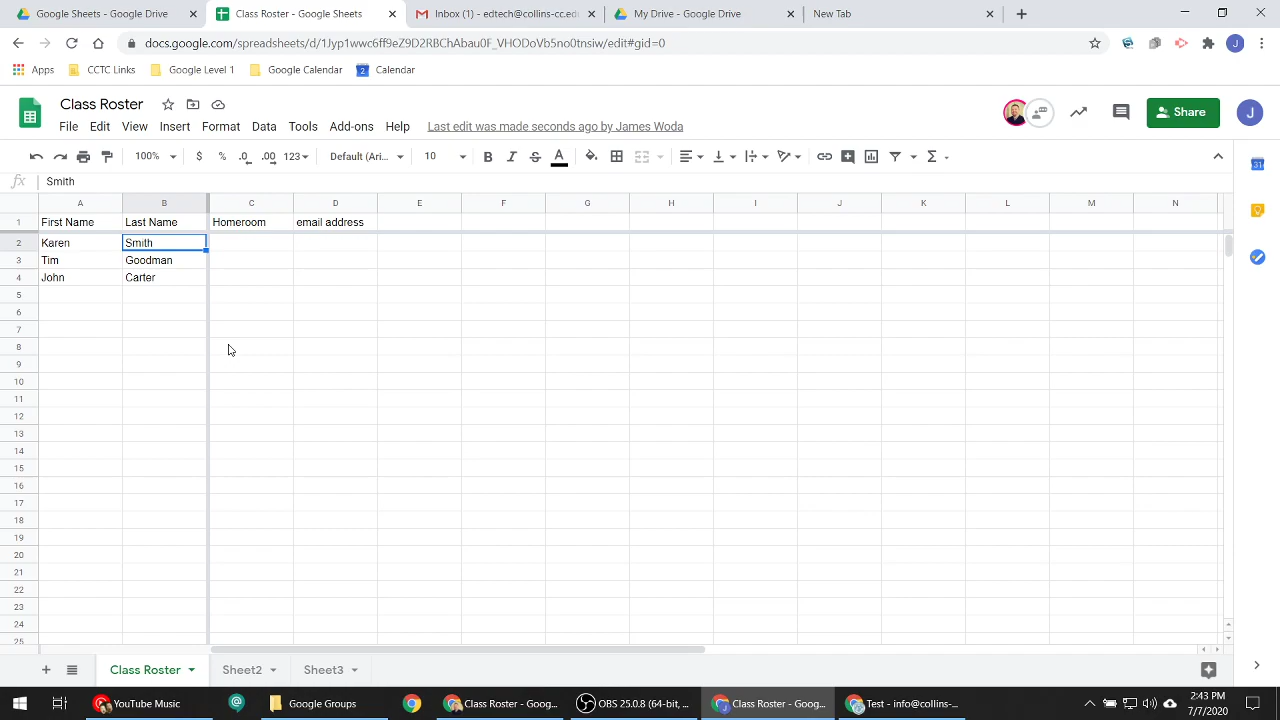 Google Sheets - Google Drive
Class Roster - Google Sheets
Inbox (1) - edtech@collins-cc.ed
My Drive - Google Drive
New Tab
docs.google.com/spreadsheets/d/1Jyp1wwc6ff9eZ9D2RBChAbau0F_VHODoVb5no0tnsiw/edit#gid=0
J
Apps
CCTC Links
Google Level 1
Google Calendar
2
Calendar
Class Roster
Share
J
File Edit View Insert Format Data Tools Add-ons Help Last edit was made seconds ago by James Woda
100% $ % .0 .00 123 Default (Ari... 10 B I S A Σ
fx Smith
A B C D E F G H I J K L M N
1 First Name Last Name Homeroom email address
2 Karen Smith
3 Tim Goodman
4 John Carter
5
6
7
8
9
10
11
12
13
14
15
16
17
18
19
20
21
22
23
24
25
31
Class Roster Sheet2 Sheet3
YouTube Music
Google Groups
Class Roster - Goog...
OBS 25.0.8 (64-bit, ...
Class Roster - Goog...
Test - info@collins-...
2:43 PM
7/7/2020